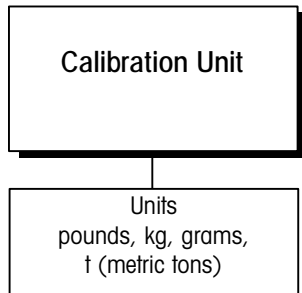 Calibration Unit
Units
pounds, kg, grams,
t (metric tons)